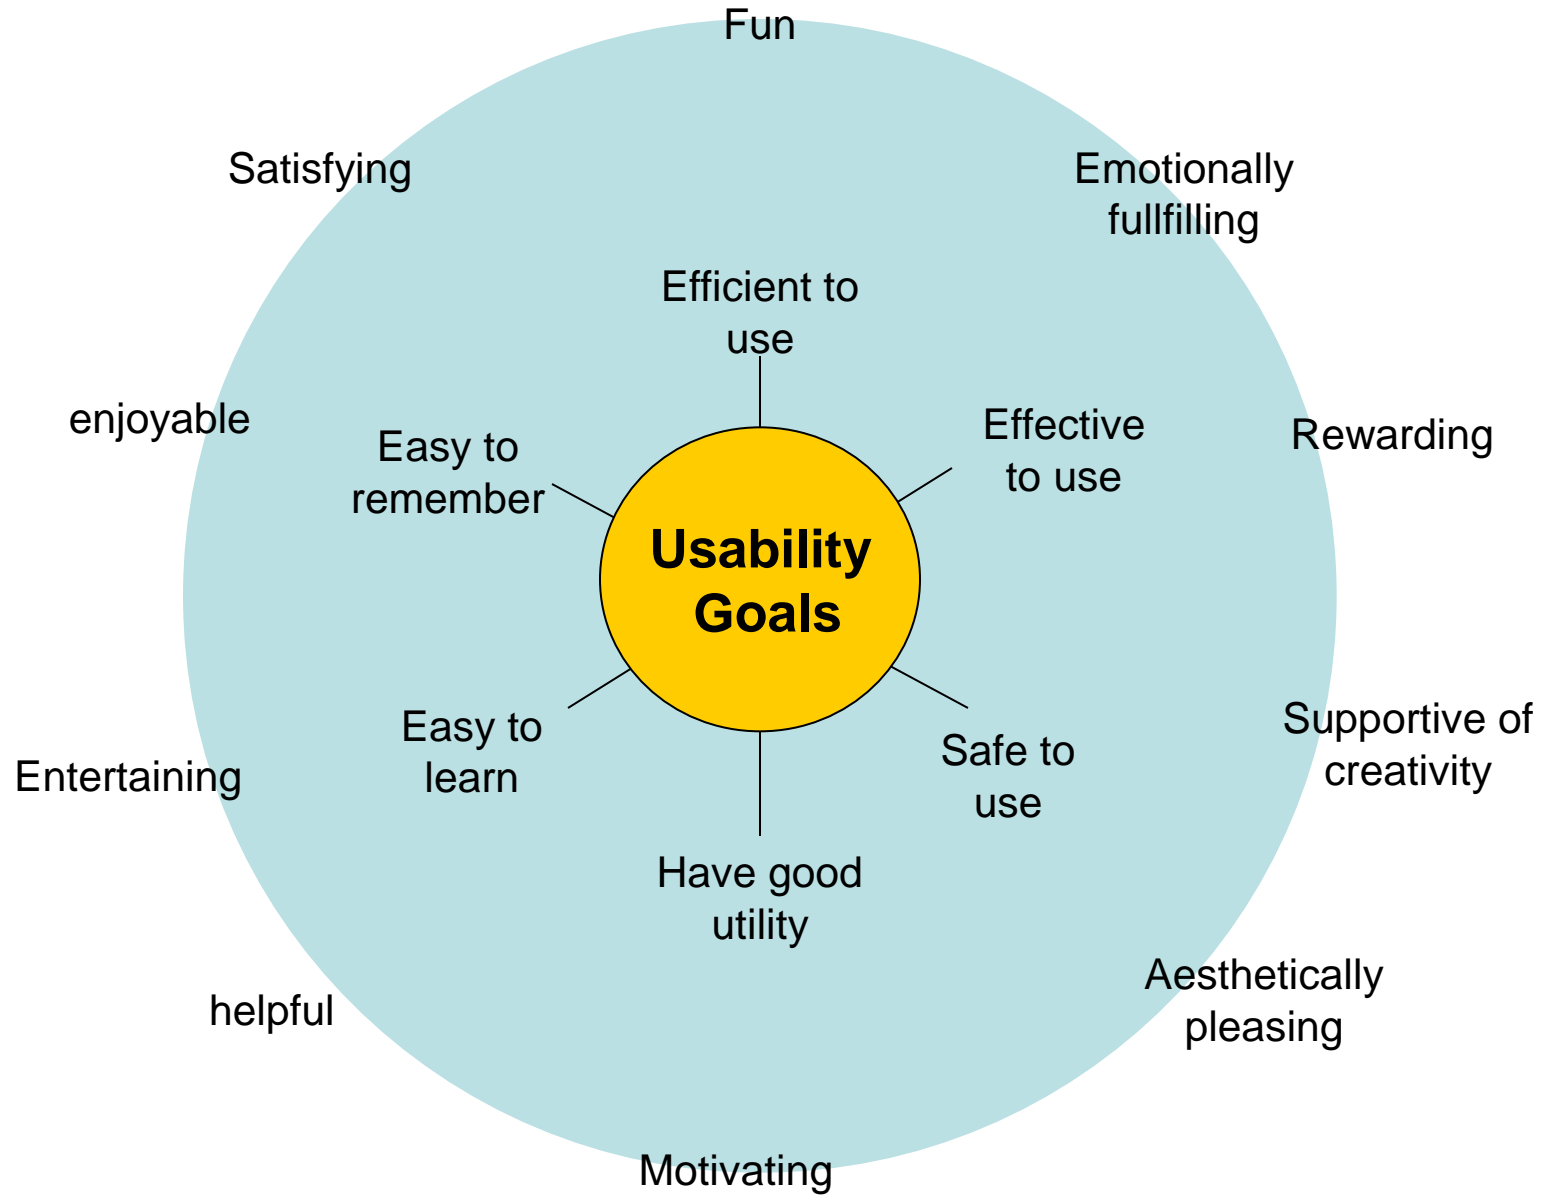 Fun
Satisfying
Emotionally
fullfilling
Efficient to
use
enjoyable
Easy to
remember
Effective
to use
Rewarding
Usability
Goals
Easy to
learn
Safe to
use
Supportive of
creativity
Entertaining
Have good
utility
helpful
Aesthetically
pleasing
Motivating